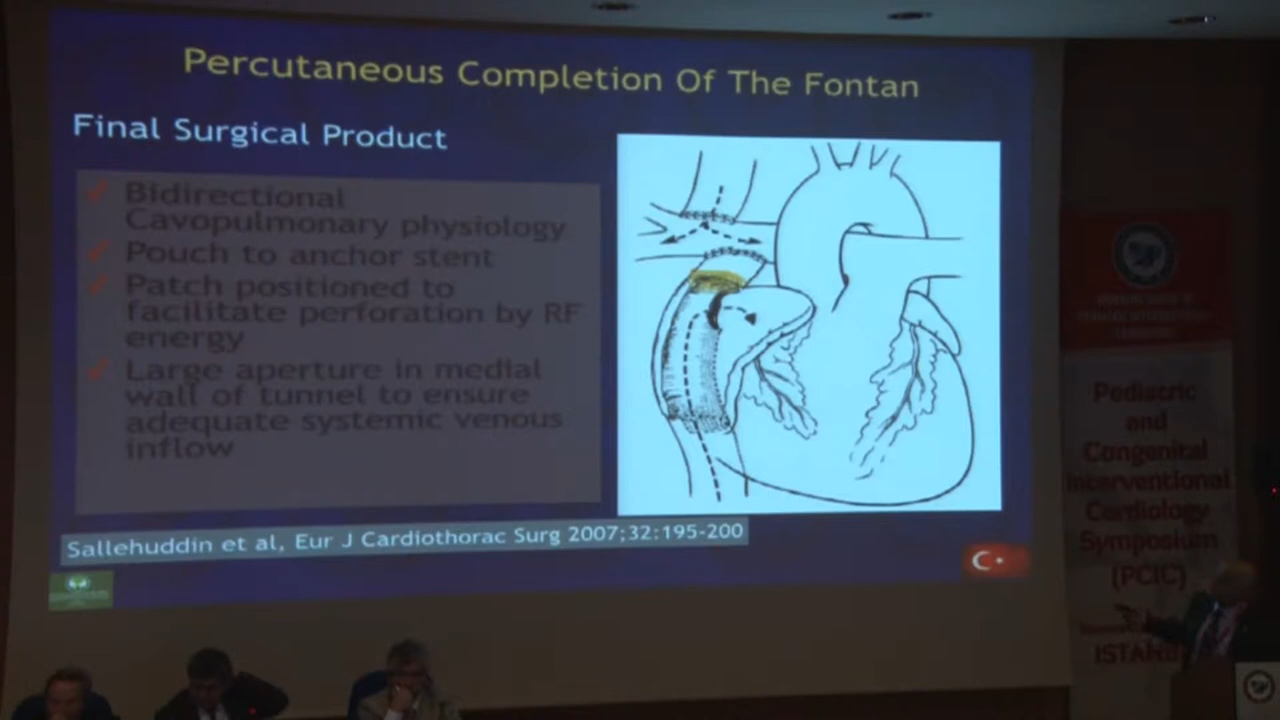 Percutaneous Completion Of The Fontan
Final Surgical Product
✓ Bidirectional
Cavopulmonary physiology
✓ Pouch to anchor stent
✓ Patch positioned to
facilitate perforation by RF
energy
✓ Large aperture in medial
wall of tunnel to ensure
adequate systemic venous
inflow
Sallehuddin et al, Eur J Cardiothorac Surg 2007;32:195-200
Pediatric
and
Congenital
Interventional
Cardiology
Symposium
(PCIC)